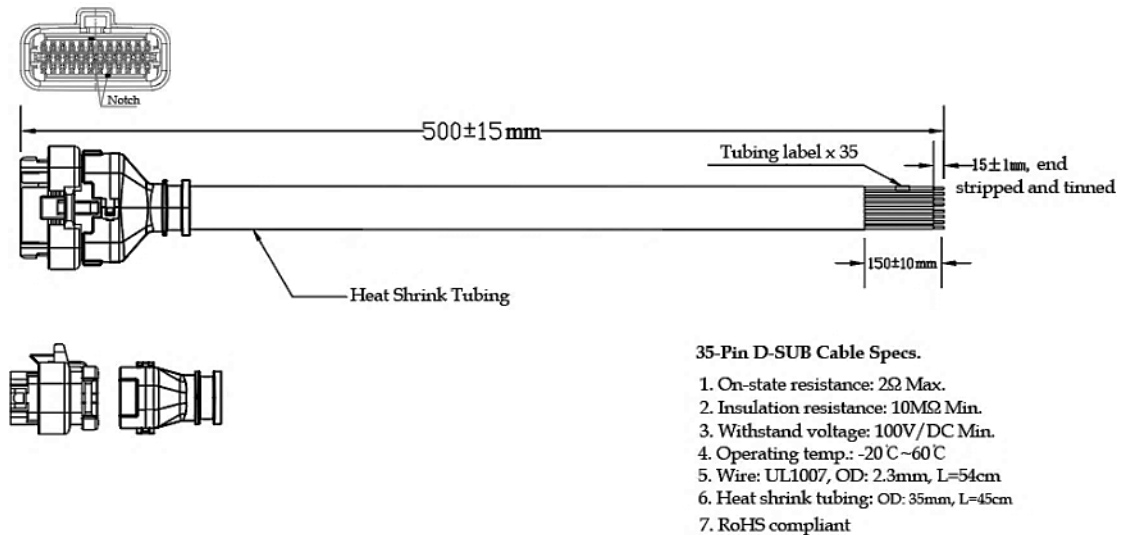 Notch
500±15mm
Tubing label x 35
15±1mm, end
stripped and tinned
150±10mm
Heat Shrink Tubing
35-Pin D-SUB Cable Specs.
1. On-state resistance: 2Ω Max.
2. Insulation resistance: 10MΩ Min.
3. Withstand voltage: 100V/DC Min.
4. Operating temp.: -20℃~60℃
5. Wire: UL1007, OD: 2.3mm, L=54cm
6. Heat shrink tubing: OD: 35mm, L=45cm
7. RoHS compliant